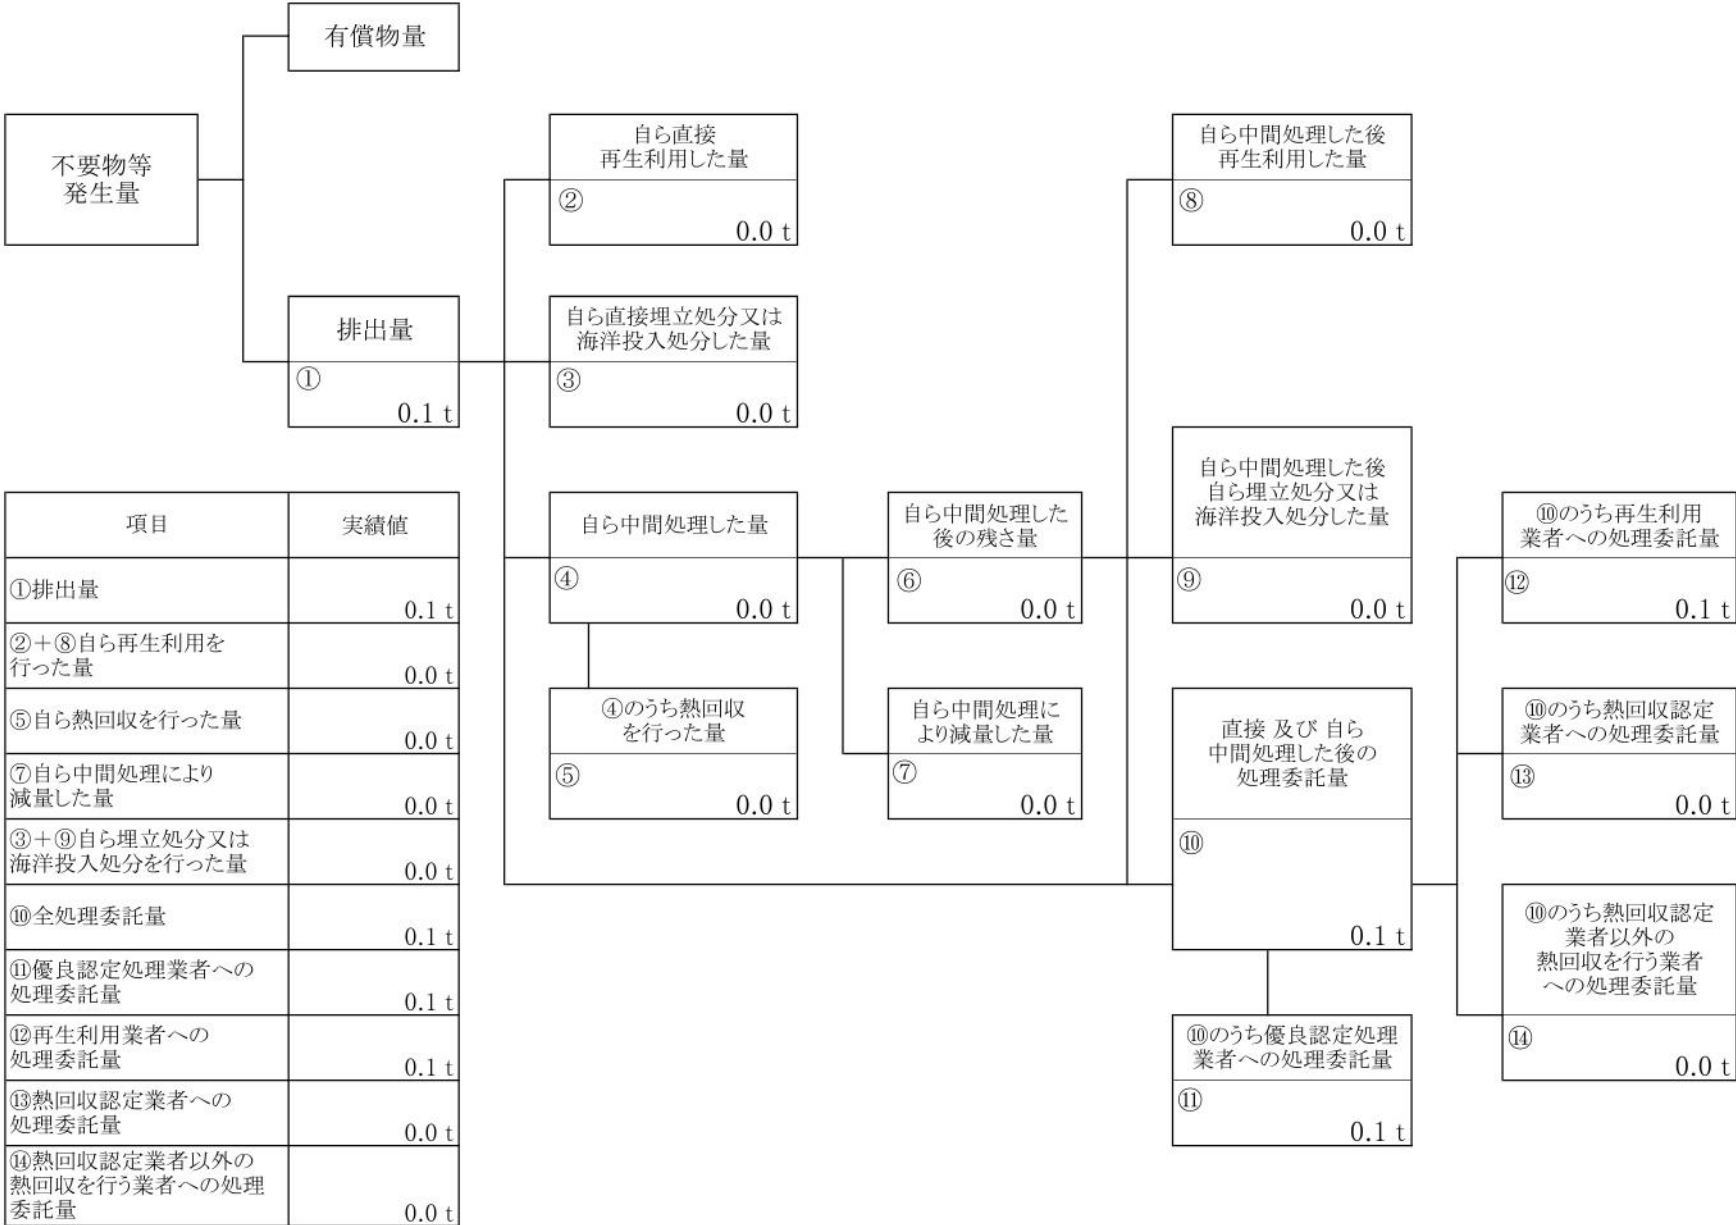 有償物量
不要物等
発生量
自ら直接
再生利用した量
②
0.0 t
自ら中間処理した後
再生利用した量
⑧
0.0 t
排出量
①
0.1 t
自ら直接埋立処分又は
海洋投入処分した量
③
0.0 t
自ら中間処理した量
④
0.0 t
自ら中間処理した
後の残さ量
⑥
0.0 t
自ら中間処理した後
自ら埋立処分又は
海洋投入処分した量
⑨
0.0 t
⑩のうち再生利用
業者への処理委託量
⑫
0.1 t
④のうち熱回収
を行った量
⑤
0.0 t
自ら中間処理に
より減量した量
⑦
0.0 t
直接 及び 自ら
中間処理した後の
処理委託量
⑩
0.1 t
⑩のうち熱回収認定
業者への処理委託量
⑬
0.0 t
⑩のうち熱回収認定
業者以外の
熱回収を行う業者
への処理委託量
⑭
0.0 t
⑩のうち優良認定処理
業者への処理委託量
⑪
0.1 t
項目 実績値
①排出量
0.1 t
②＋⑧自ら再生利用を
行った量
0.0 t
⑤自ら熱回収を行った量
0.0 t
⑦自ら中間処理により
減量した量
0.0 t
③＋⑨自ら埋立処分又は
海洋投入処分を行った量
0.0 t
⑩全処理委託量
0.1 t
⑪優良認定処理業者への
処理委託量
0.1 t
⑫再生利用業者への
処理委託量
0.1 t
⑬熱回収認定業者への
処理委託量
0.0 t
⑭熱回収認定業者以外の
熱回収を行う業者への処理
委託量
0.0 t